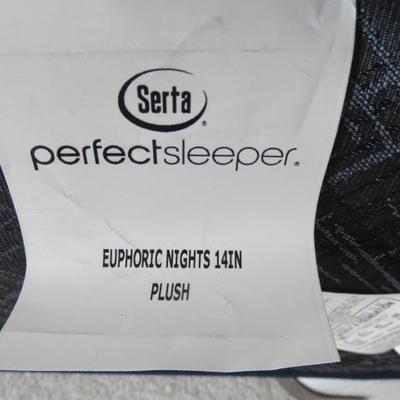 Serta®
perfectsleeper®
EUPHORIC NIGHTS 14IN
PLUSH